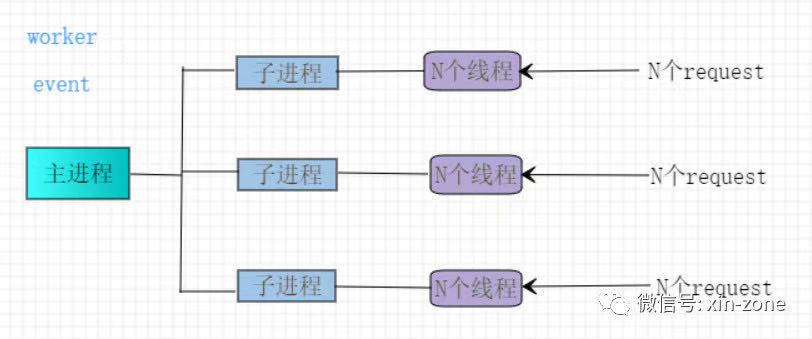 worker
event
主进程
子进程
N个线程
N个request
子进程
N个线程
N个request
子进程
N个线程
N个request
微信号: xin-zone